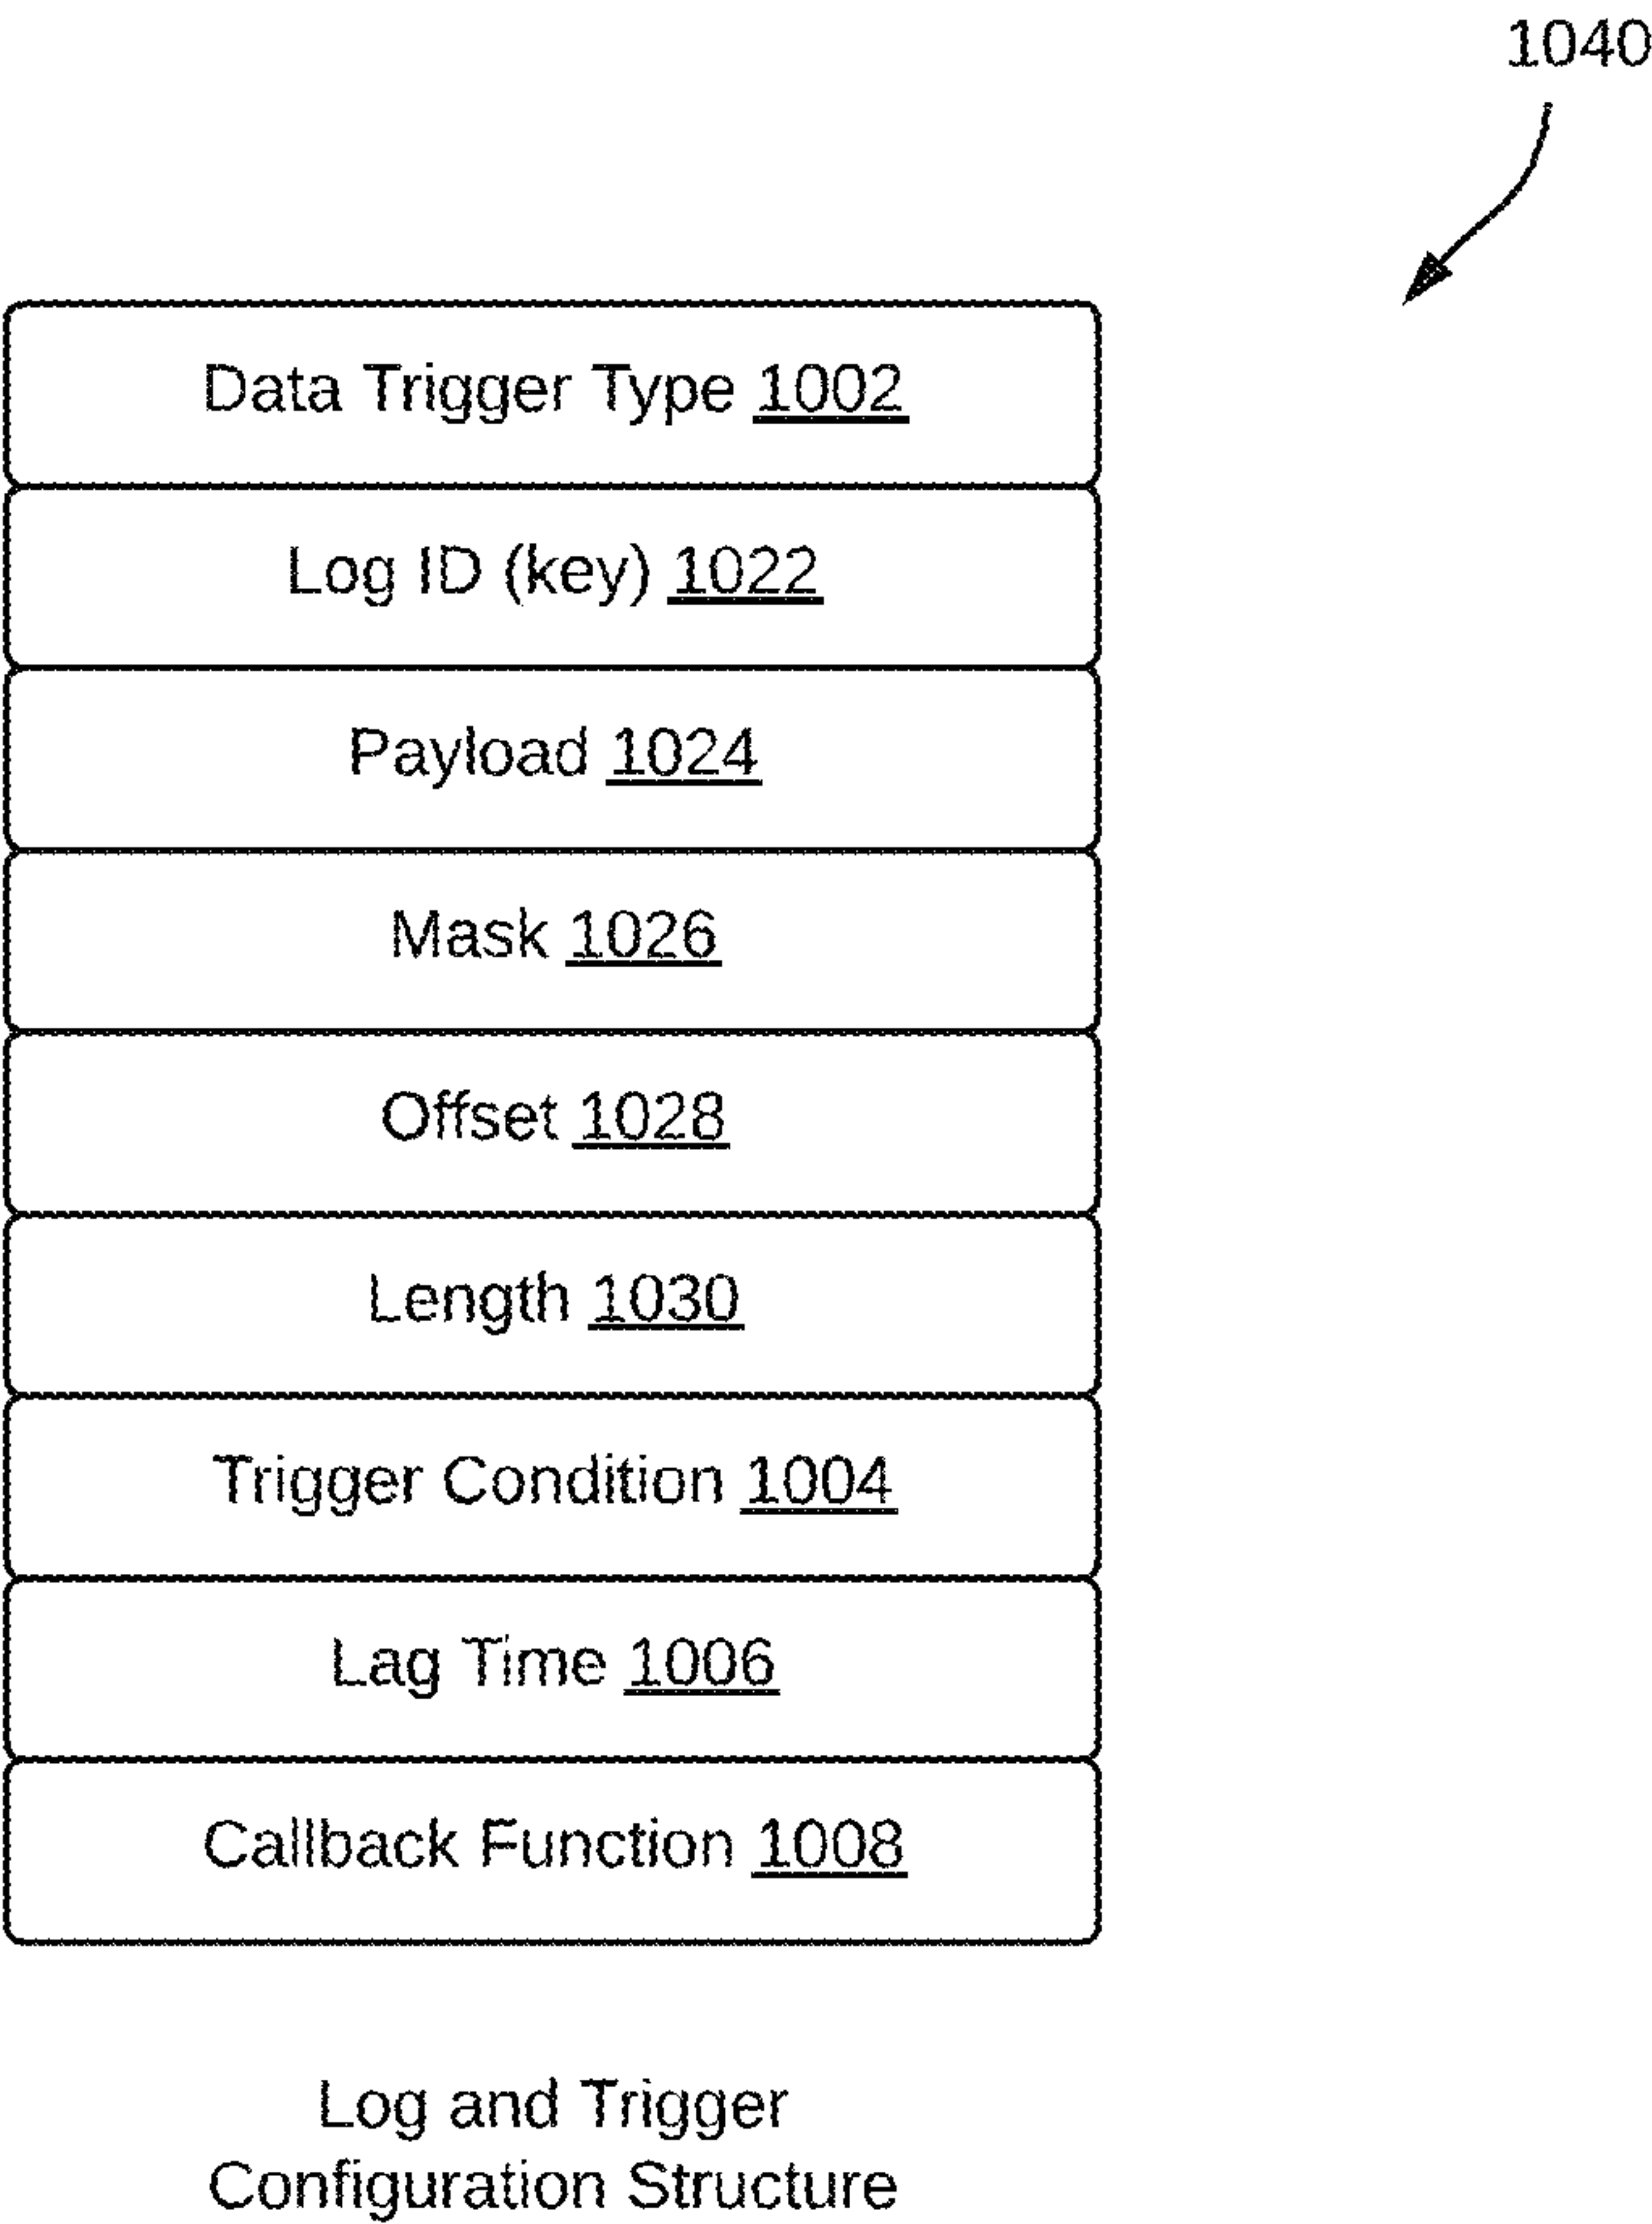 1040
Data Trigger Type 1002
Log ID (key) 1022
Payload 1024
Mask 1026
Offset 1028
Length 1030
Trigger Condition 1004
Lag Time 1006
Callback Function 1008
Log and Trigger
Configuration Structure